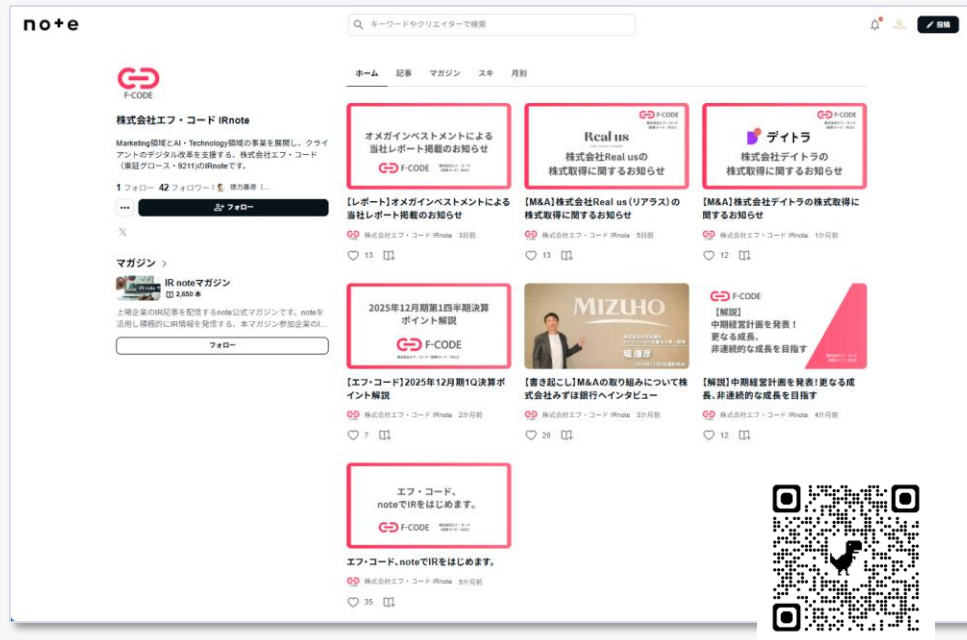 note
キーワードやクリエイターで検索
投稿
F-CODE
株式会社エフ・コード IRnote
Marketing領域とAI・Technology領域の事業を展開し、クライ
アントのデジタル改革を支援する、株式会社エフ・コード
（東証グロース・9211)のIRnoteです。
1 フォロー 42 フォロワー：
フォロー
マガジン
IR noteマガジン
2,650 本
上場企業のIR記事を配信するnote公式マガジンです。noteを
活用し積極的にIR情報を発信する、本マガジン参加企業のI...
フォロー
ホーム 記事 マガジン スキ 月別
オメガインベストメントによる
当社レポート掲載のお知らせ
F-CODE
【レポート】オメガインベストメントによる
当社レポート掲載のお知らせ
株式会社エフ・コード IRnote 3日前
13
F-CODE
Real us
株式会社Real usの
株式取得に関するお知らせ
【M&A】株式会社Real us（リアラス）の
株式取得に関するお知らせ
株式会社エフ・コード IRnote 5日前
13
F-CODE
デイトラ
株式会社デイトラの
株式取得に関するお知らせ
【M&A】株式会社デイトラの株式取得に
関するお知らせ
株式会社エフ・コード IRnote 1か月前
12
2025年12月期第1四半期決算
ポイント解説
F-CODE
【エフ・コード】2025年12月期1Q決算ポ
イント解説
株式会社エフ・コード IRnote 2か月前
7
MIZUHO
【書き起こし】M&Aの取り組みについて株
式会社みずほ銀行へインタビュー
株式会社エフ・コード IRnote 3か月前
20
F-CODE
【解説】
中期経営計画を発表！
更なる成長、
非連続的な成長を目指す
【解説】中期経営計画を発表！更なる成
長、非連続的な成長を目指す
株式会社エフ・コード IRnote 4か月前
12
エフ・コード、
noteでIRをはじめます。
F-CODE
エフ・コード、noteでIRをはじめます。
株式会社エフ・コード IRnote 5か月前
35